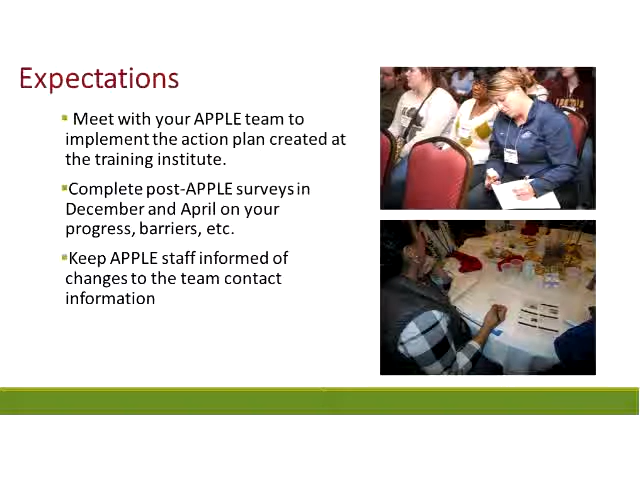 Expectations
Meet with your APPLE team to
implement the action plan created at
the training institute.
Complete post-APPLE surveys in
December and April on your
progress, barriers, etc.
Keep APPLE staff informed of
changes to the team contact
information